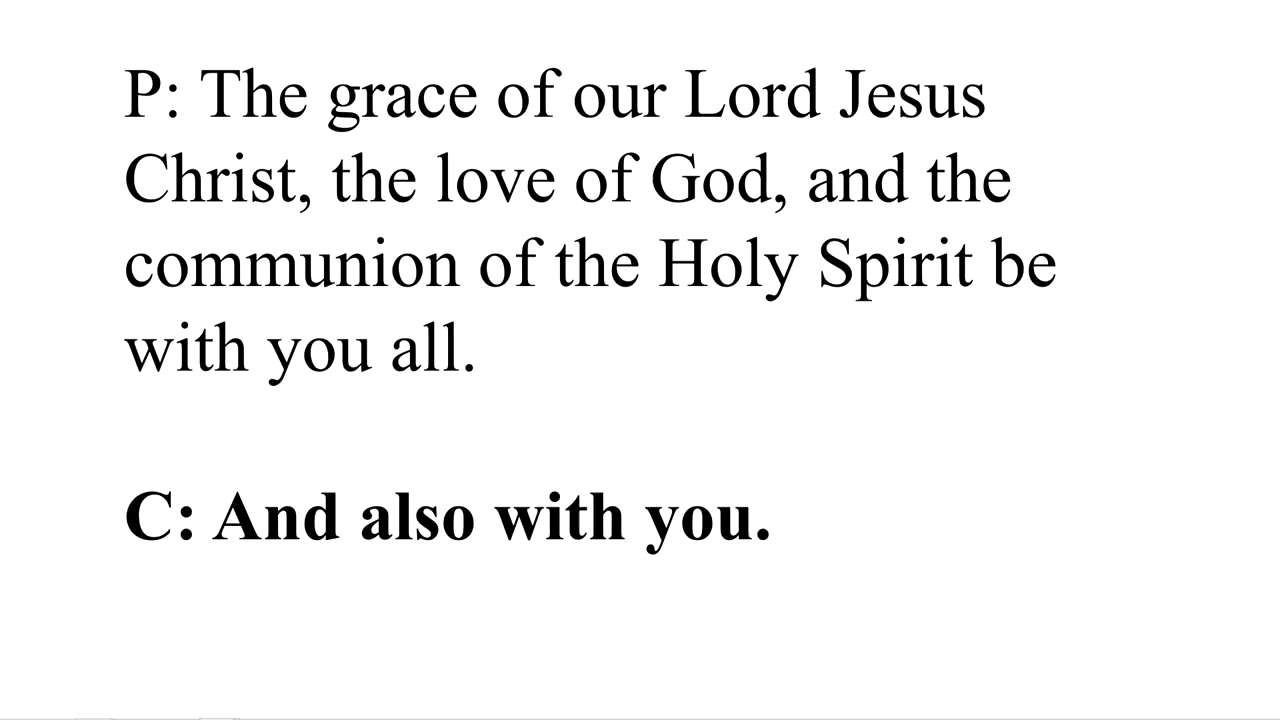 P: The grace of our Lord Jesus
Christ, the love of God, and the
communion of the Holy Spirit be
with you all.
C: And also with you.